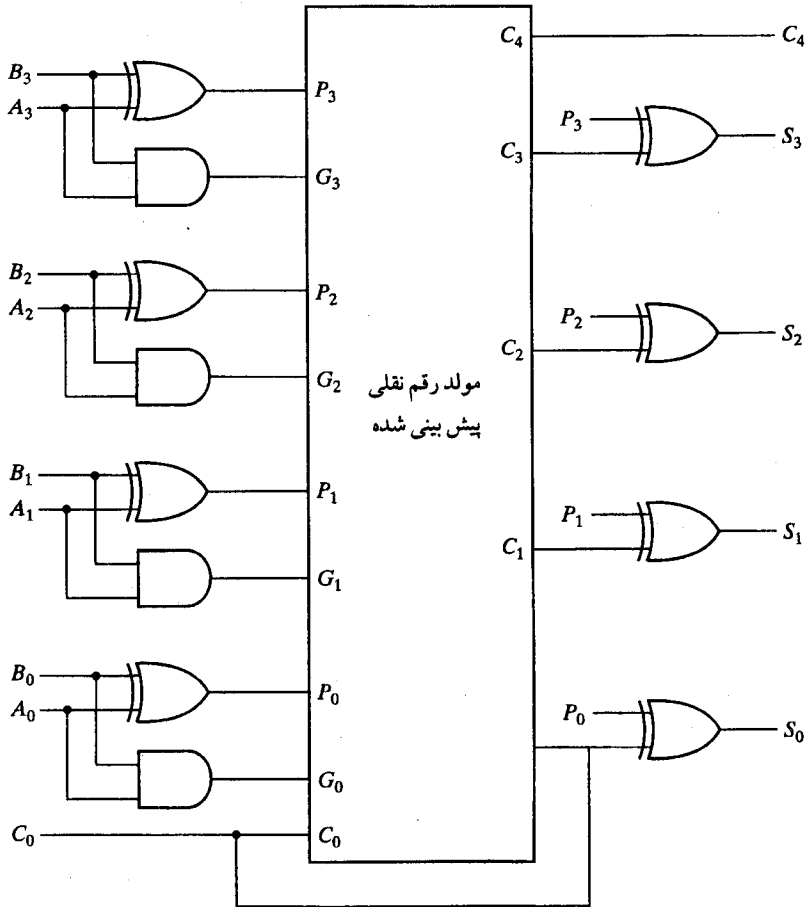 C₄ C₄
B₃
A₃
P₃
P₃
S₃
C₃
G₃
B₂
A₂
P₂
P₂
S₂
C₂
G₂
مولد رقم نقلی
پیش بینی شده
B₁
A₁
P₁
P₁
S₁
C₁
G₁
B₀
A₀
P₀
P₀
S₀
G₀
C₀ C₀